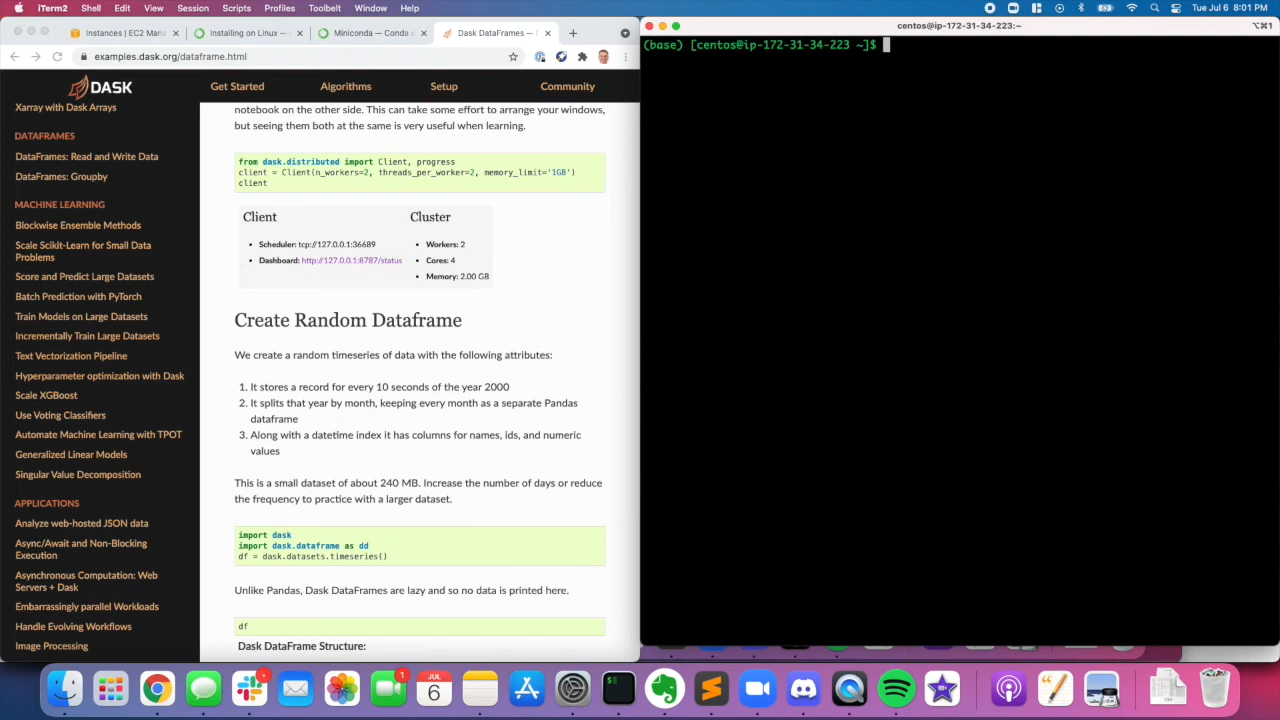 iTerm2 Shell Edit View Session Scripts Profiles Toolbelt Window Help Tue Jul 6 8:01 PM
Instances | EC2 Mana Installing on Linux — c Miniconda — Conda d Dask DataFrames — D
centos@ip-172-31-34-223:~ ⌥⌘1
examples.dask.org/dataframe.html
(base) [centos@ip-172-31-34-223 ~]$
DASK Get Started Algorithms Setup Community
Xarray with Dask Arrays
DATAFRAMES
DataFrames: Read and Write Data
DataFrames: Groupby
MACHINE LEARNING
Blockwise Ensemble Methods
Scale Scikit-Learn for Small Data
Problems
Score and Predict Large Datasets
Batch Prediction with PyTorch
Train Models on Large Datasets
Incrementally Train Large Datasets
Text Vectorization Pipeline
Hyperparameter optimization with Dask
Scale XGBoost
Use Voting Classifiers
Automate Machine Learning with TPOT
Generalized Linear Models
Singular Value Decomposition
APPLICATIONS
Analyze web-hosted JSON data
Async/Await and Non-Blocking
Execution
Asynchronous Computation: Web
Servers + Dask
Embarrassingly parallel Workloads
Handle Evolving Workflows
Image Processing
notebook on the other side. This can take some effort to arrange your windows,
but seeing them both at the same is very useful when learning.
from dask.distributed import Client, progress
client = Client(n_workers=2, threads_per_worker=2, memory_limit='1GB')
client
Client
• Scheduler: tcp://127.0.0.1:36689
• Dashboard: http://127.0.0.1:8787/status
Cluster
• Workers: 2
• Cores: 4
• Memory: 2.00 GB
Create Random Dataframe
We create a random timeseries of data with the following attributes:
1. It stores a record for every 10 seconds of the year 2000
2. It splits that year by month, keeping every month as a separate Pandas
dataframe
3. Along with a datetime index it has columns for names, ids, and numeric
values
This is a small dataset of about 240 MB. Increase the number of days or reduce
the frequency to practice with a larger dataset.
import dask
import dask.dataframe as dd
df = dask.datasets.timeseries()
Unlike Pandas, Dask DataFrames are lazy and so no data is printed here.
df
Dask DataFrame Structure:
1
JUL
6